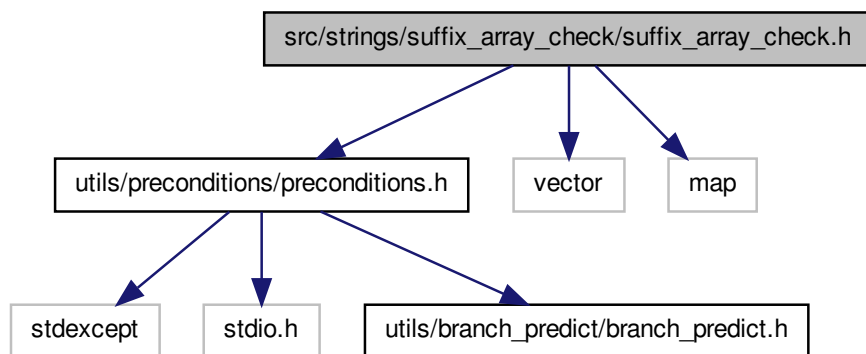 src/strings/suffix_array_check/suffix_array_check.h
utils/preconditions/preconditions.h
vector
map
stdexcept
stdio.h
utils/branch_predict/branch_predict.h